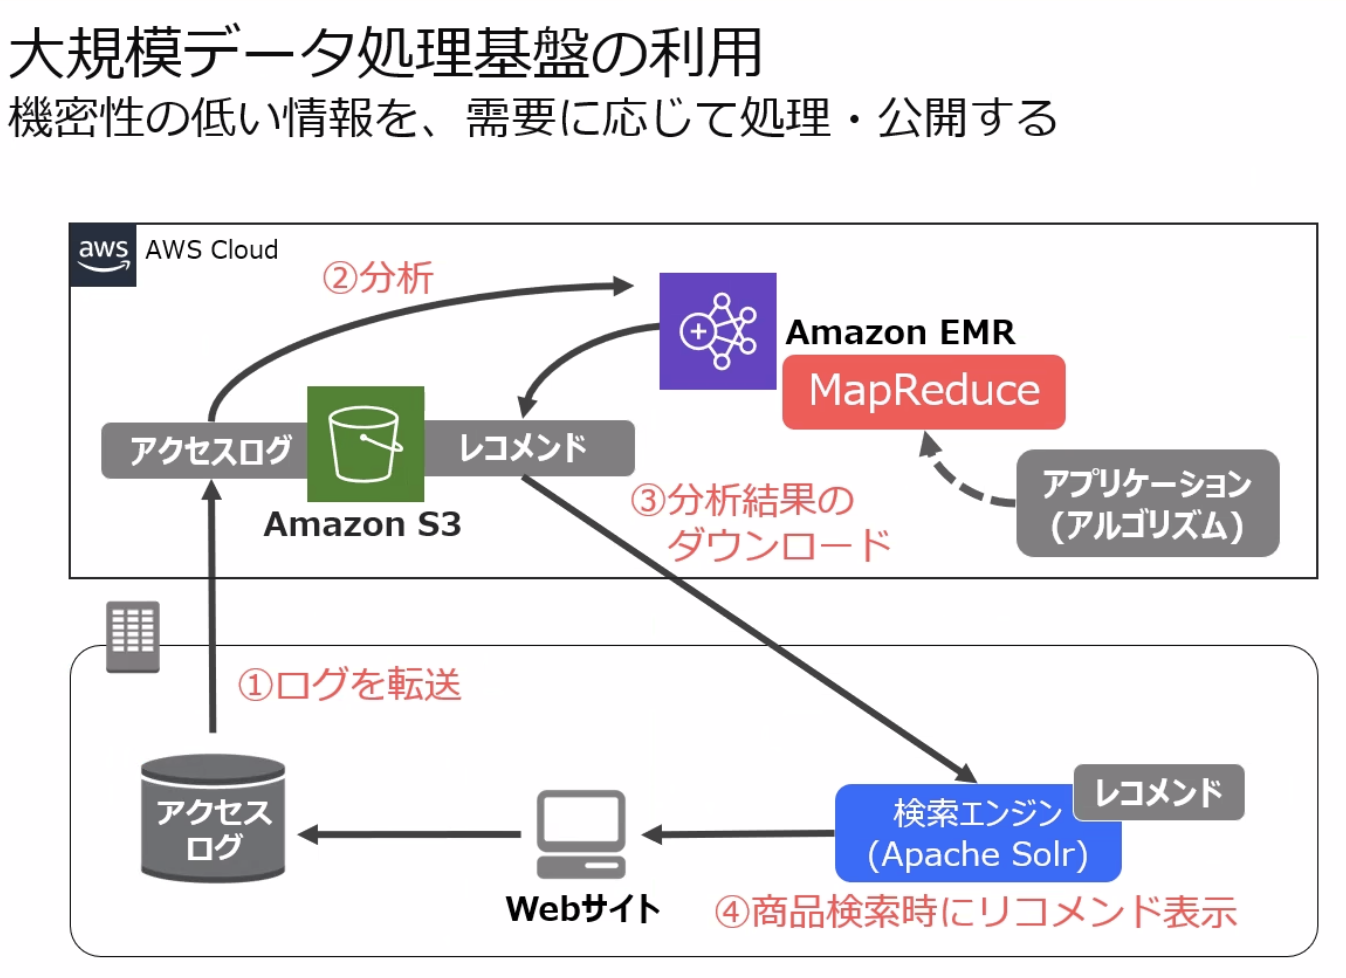 大規模データ処理基盤の利用
機密性の低い情報を、需要に応じて処理・公開する
aws
AWS Cloud
②分析
Amazon EMR
MapReduce
アクセスログ
レコメンド
アプリケーション
(アルゴリズム)
Amazon S3
③分析結果の
ダウンロード
①ログを転送
アクセス
ログ
Webサイト
検索エンジン
(Apache Solr)
レコメンド
④商品検索時にリコメンド表示